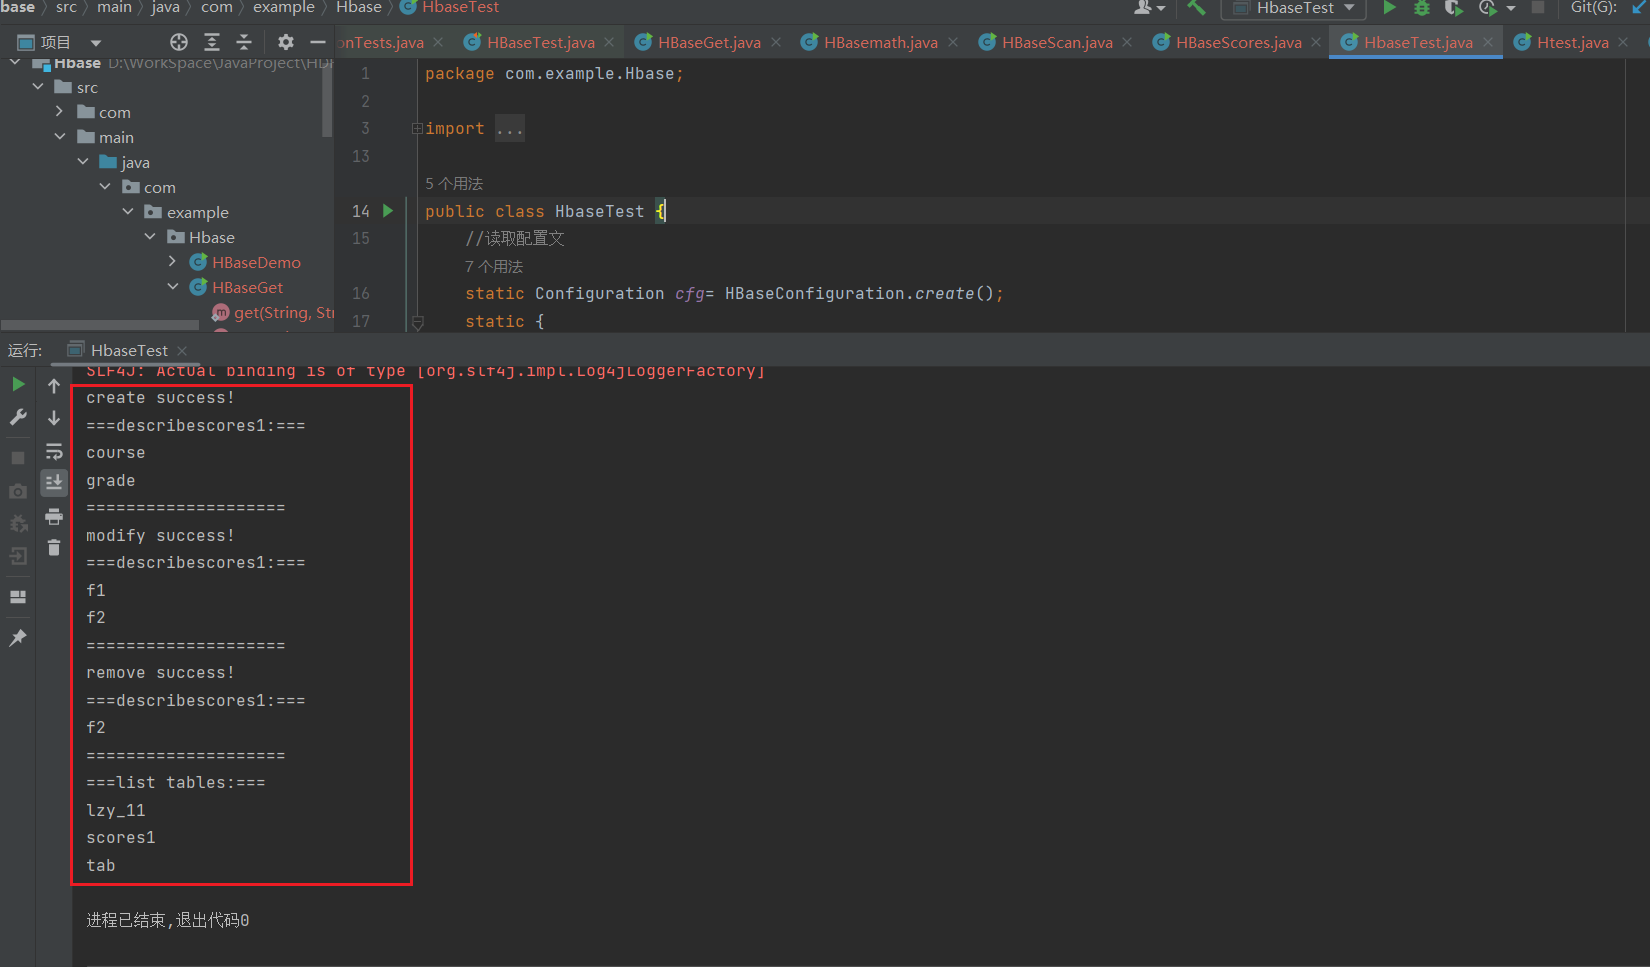 base 〉 src 〉 main 〉 java 〉 com 〉 example 〉 Hbase 〉 HbaseTest
HbaseTest
Git(G):
项目
onTests.java
HBaseTest.java
HBaseGet.java
HBasemath.java
HBaseScan.java
HBaseScores.java
HbaseTest.java
Htest.java
Hbase D:\WorkSpace\JavaProject\HD
src
com
main
java
com
example
Hbase
HBaseDemo
HBaseGet
get(String, Stri
1 package com.example.Hbase;
2
3 import ...
13
5 个用法
14 public class HbaseTest {
15 //读取配置文
7 个用法
16 static Configuration cfg= HBaseConfiguration.create();
17 static {
运行: HbaseTest
SLF4J: Actual binding is of type [org.slf4j.impl.Log4jLoggerFactory]
create success!
===describescores1:===
course
grade
====================
modify success!
===describescores1:===
f1
f2
====================
remove success!
===describescores1:===
f2
====================
===list tables:===
lzy_11
scores1
tab
进程已结束,退出代码0